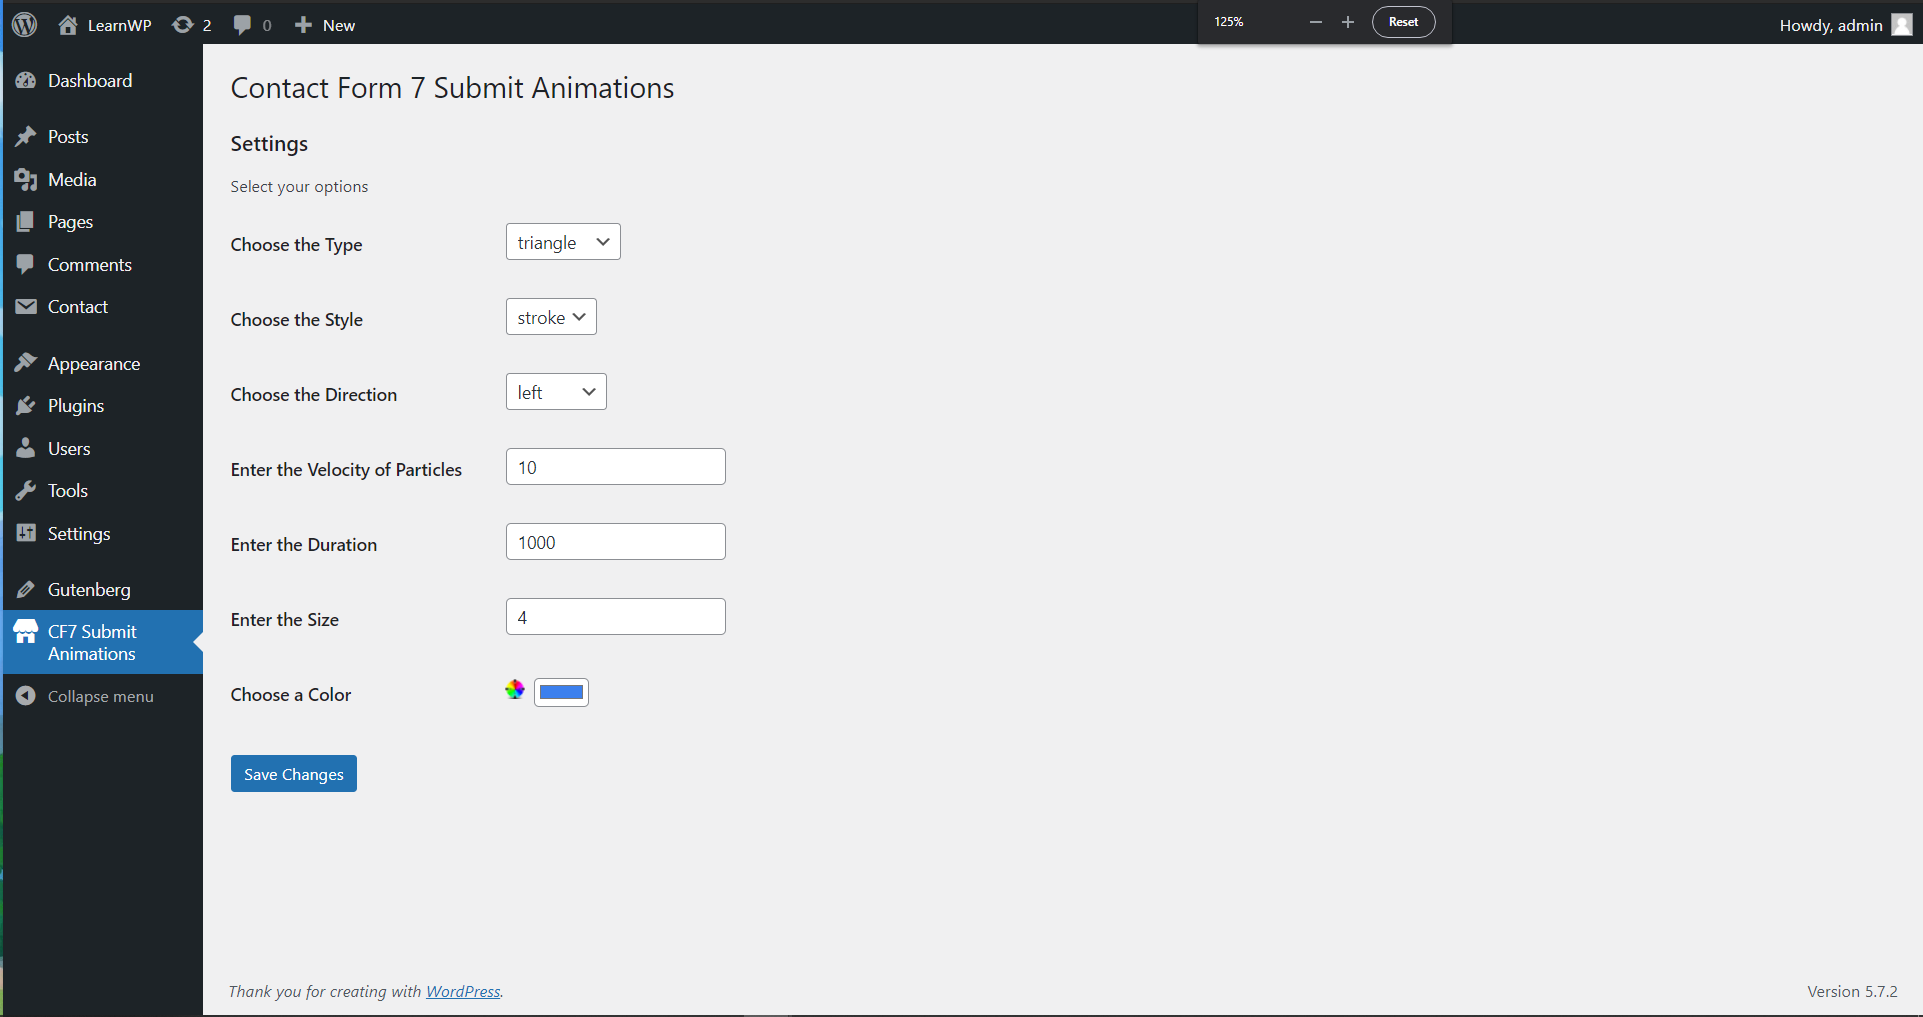 LearnWP 2 0 New
125% Reset
Howdy, admin
Dashboard
Posts
Media
Pages
Comments
Contact
Appearance
Plugins
Users
Tools
Settings
Gutenberg
CF7 Submit
Animations
Collapse menu
Contact Form 7 Submit Animations
Settings
Select your options
Choose the Type triangle
Choose the Style stroke
Choose the Direction left
Enter the Velocity of Particles 10
Enter the Duration 1000
Enter the Size 4
Choose a Color
Save Changes
Thank you for creating with WordPress.
Version 5.7.2